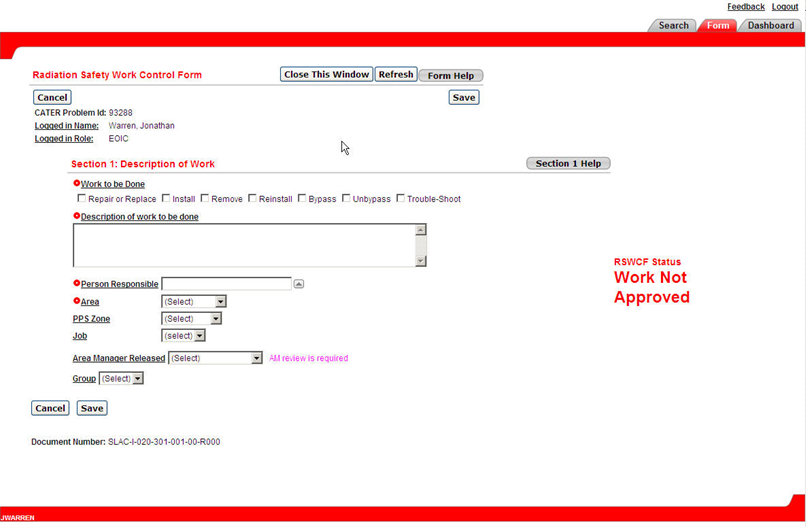 Feedback Logout
Search Form Dashboard
Radiation Safety Work Control Form Close This Window Refresh Form Help
Cancel Save
CATER Problem Id: 93288
Logged in Name: Warren, Jonathan
Logged in Role: EOIC
Section 1: Description of Work Section 1 Help
Work to be Done
Repair or Replace Install Remove Reinstall Bypass Unbypass Trouble-Shoot
Description of work to be done
RSWCF Status
Work Not
Approved
Person Responsible
Area (Select)
PPS Zone (Select)
Job (select)
Area Manager Released (Select) AM review is required
Group (Select)
Cancel Save
Document Number: SLAC-I-020-301-001-00-R000
JWARREN